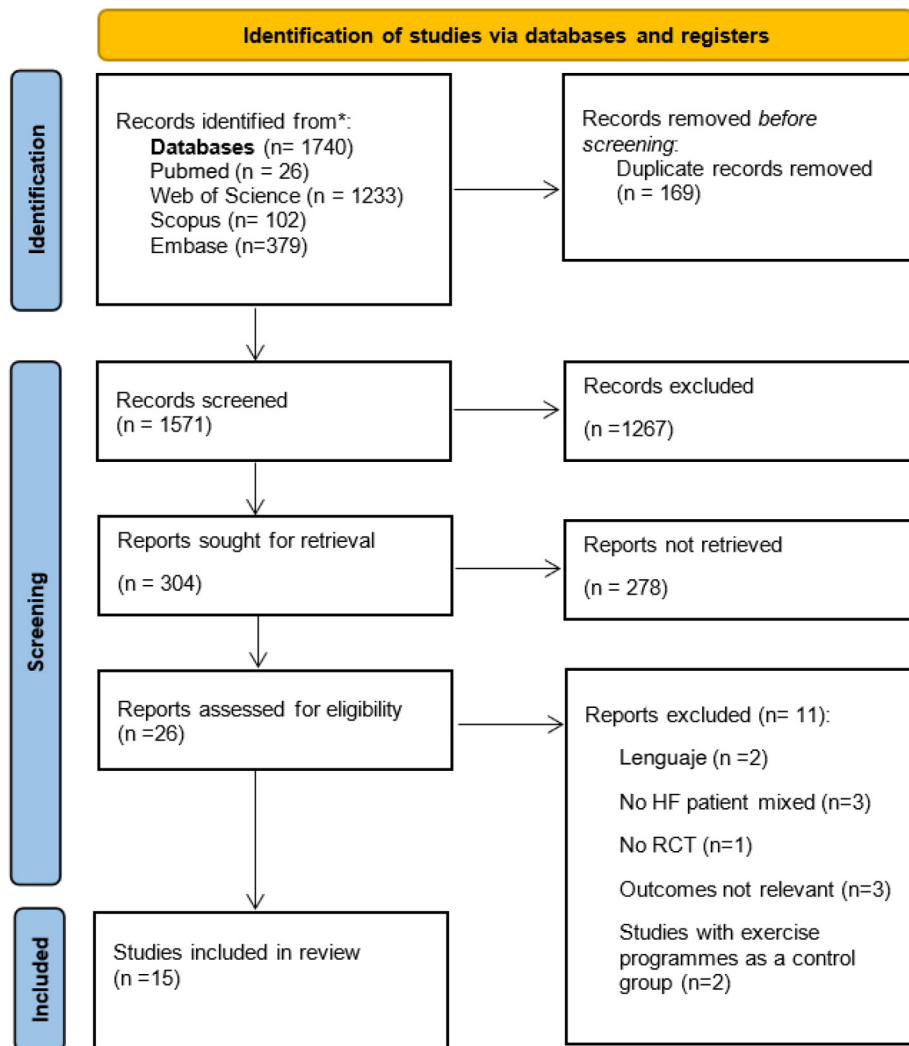 Identification of studies via databases and registers
Identification
Records identified from*:
Databases (n= 1740)
Pubmed (n = 26)
Web of Science (n = 1233)
Scopus (n= 102)
Embase (n=379)
Records removed before
screening:
Duplicate records removed
(n = 169)
Screening
Records screened
(n = 1571)
Records excluded
(n =1267)
Reports sought for retrieval
(n = 304)
Reports not retrieved
(n = 278)
Reports assessed for eligibility
(n =26)
Reports excluded (n= 11):
Lenguaje (n =2)
No HF patient mixed (n=3)
No RCT (n=1)
Outcomes not relevant (n=3)
Studies with exercise
programmes as a control
group (n=2)
Included
Studies included in review
(n =15)